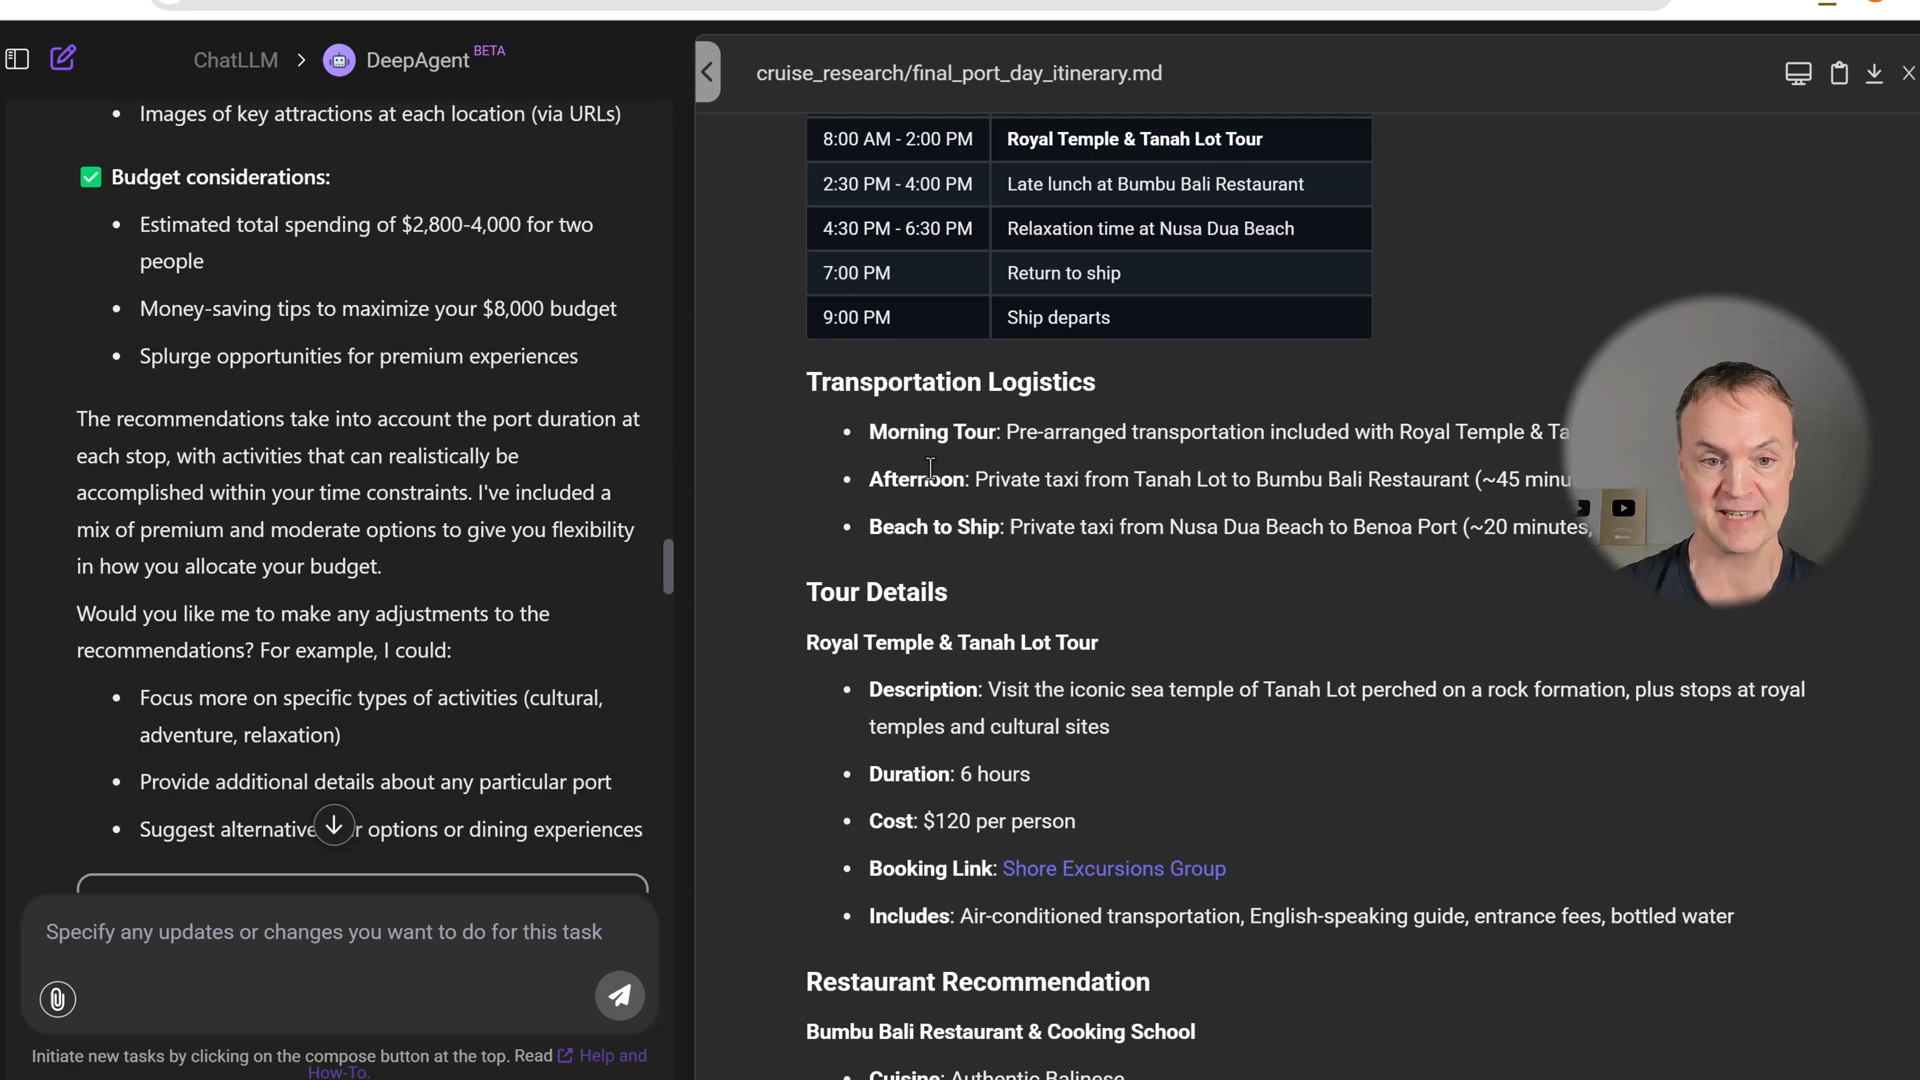 ChatLLM > DeepAgent BETA
Images of key attractions at each location (via URLs)
Budget considerations:
Estimated total spending of $2,800-4,000 for two
people
Money-saving tips to maximize your $8,000 budget
Splurge opportunities for premium experiences
The recommendations take into account the port duration at
each stop, with activities that can realistically be
accomplished within your time constraints. I've included a
mix of premium and moderate options to give you flexibility
in how you allocate your budget.
Would you like me to make any adjustments to the
recommendations? For example, I could:
Focus more on specific types of activities (cultural,
adventure, relaxation)
Provide additional details about any particular port
Suggest alternative options or dining experiences
Specify any updates or changes you want to do for this task
Initiate new tasks by clicking on the compose button at the top. Read Help and
How-To.
cruise_research/final_port_day_itinerary.md
8:00 AM - 2:00 PM Royal Temple & Tanah Lot Tour
2:30 PM - 4:00 PM Late lunch at Bumbu Bali Restaurant
4:30 PM - 6:30 PM Relaxation time at Nusa Dua Beach
7:00 PM Return to ship
9:00 PM Ship departs
Transportation Logistics
Morning Tour: Pre-arranged transportation included with Royal Temple &
Afternoon: Private taxi from Tanah Lot to Bumbu Bali Restaurant (~45
Beach to Ship: Private taxi from Nusa Dua Beach to Benoa Port (~20 minutes,
Tour Details
Royal Temple & Tanah Lot Tour
Description: Visit the iconic sea temple of Tanah Lot perched on a rock formation, plus stops at royal
temples and cultural sites
Duration: 6 hours
Cost: $120 per person
Booking Link: Shore Excursions Group
Includes: Air-conditioned transportation, English-speaking guide, entrance fees, bottled water
Restaurant Recommendation
Bumbu Bali Restaurant & Cooking School
Cuisine: Authentic Balinese